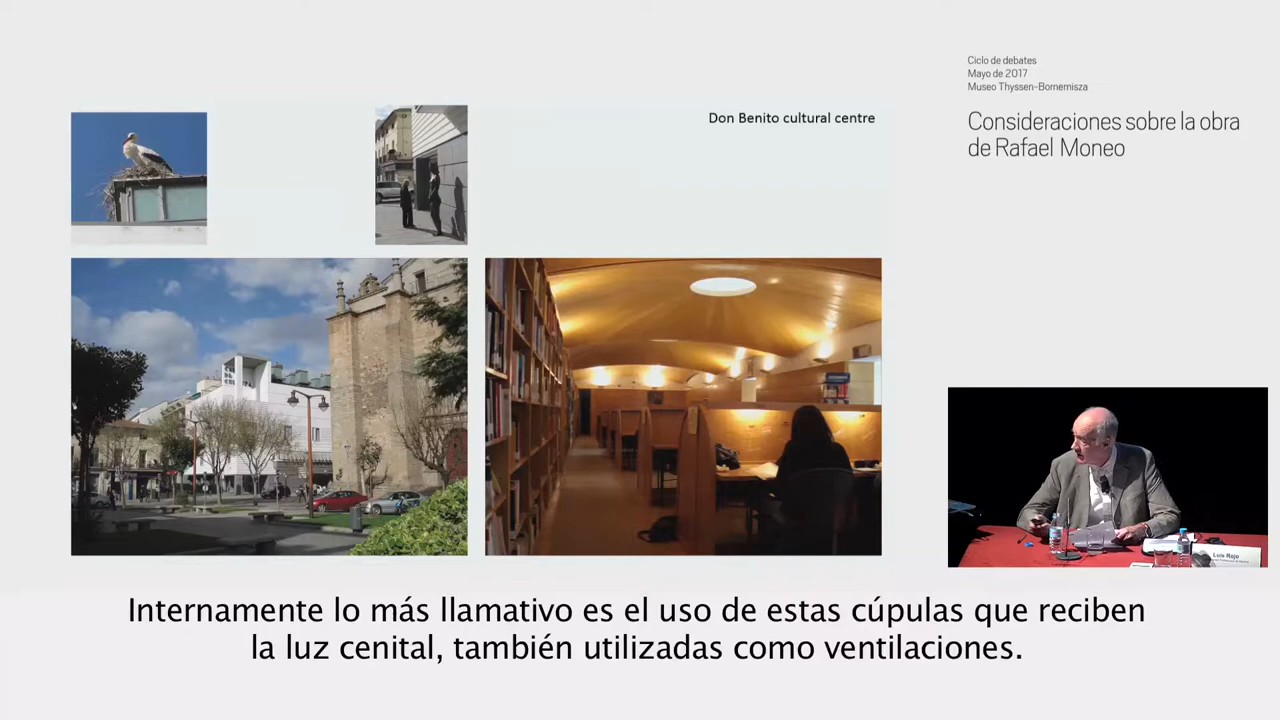 Ciclo de debates
Mayo de 2017
Museo Thyssen-Bornemisza
Consideraciones sobre la obra
de Rafael Moneo
Don Benito cultural centre
Luis Rojo
Internamente lo más llamativo es el uso de estas cúpulas que reciben
la luz cenital, también utilizadas como ventilaciones.